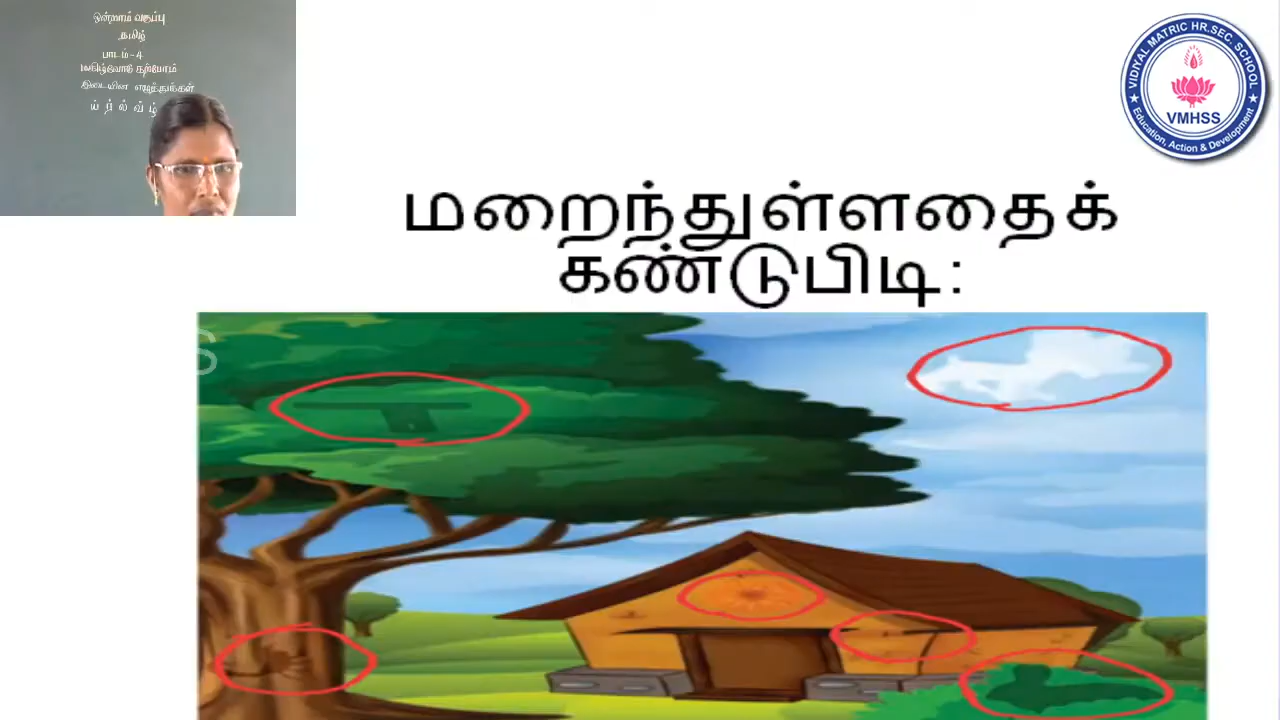 ஒன்றாம் வகுப்பு
தமிழ்
பாடம் - 4
மகிழ்வோடு கற்போம்
இடையின எழுத்துகள்
ய் ர் ல் வ் ழ்
VIDIYAL MATRIC HR.SEC. SCHOOL
VMHSS
Education, Action & Development
மறைந்துள்ளதைக்
கண்டுபிடி:
S